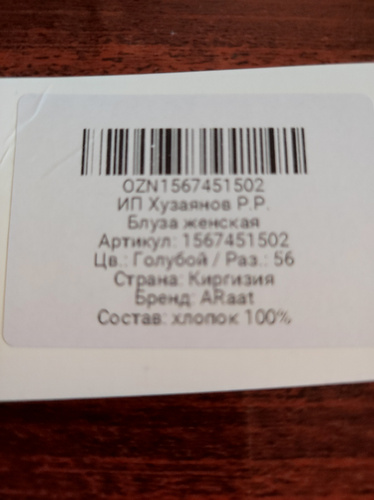 OZN1567451502
ИП Хузаянов Р.Р.
Блуза женская
Артикул: 1567451502
Цв.: Голубой / Раз.: 56
Страна: Киргизия
Бренд: ARaat
Состав: хлопок 100%